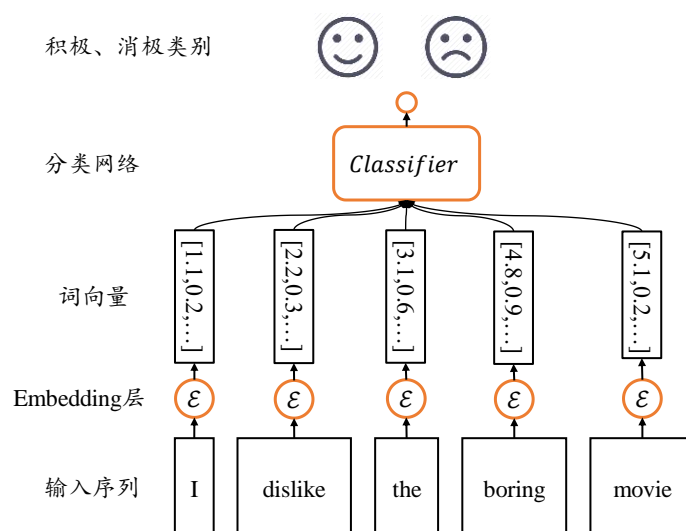 积极、消极类别
分类网络
Classifier
词向量
[1.1,0.2,…]
[2.2,0.3,…]
[3.1,0.6,…]
[4.8,0.9,…]
[5.1,0.2,…]
Embedding层
ℰ
ℰ
ℰ
ℰ
ℰ
输入序列
I
dislike
the
boring
movie